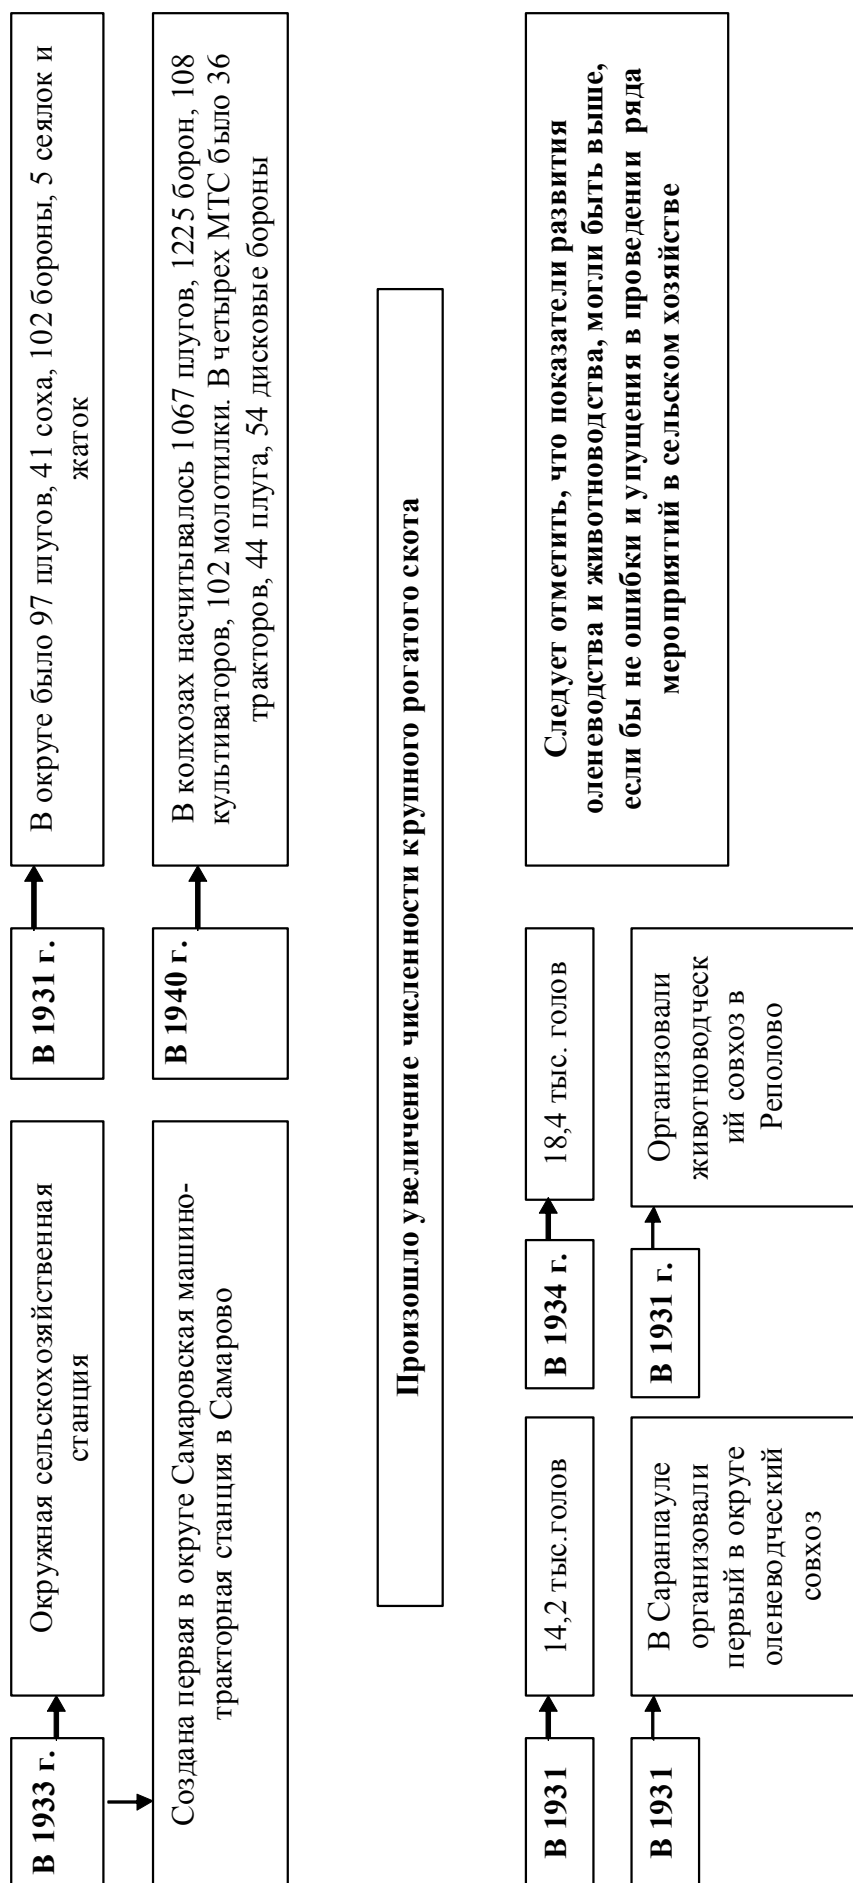 В 1933 г.
Окружная сельскохозяйственная
станция
В 1931 г.
В округе было 97 плугов, 41 соха, 102 бороны, 5 сеялок и
жаток
Создана первая в округе Самаровская машино-
тракторная станция в Самарово
В 1940 г.
В колхозах насчитывалось 1067 плугов, 1225 борон, 108
культиваторов, 102 молотилки. В четырех МТС было 36
тракторов, 44 плуга, 54 дисковые бороны
Произошло увеличение численности крупного рогатого скота
В 1931
14,2 тыс.голов
В 1934 г.
18,4 тыс. голов
В 1931
В Саранпауле
организовали
первый в округе
оленеводческий
совхоз
В 1931 г.
Организовали
животноводческ
ий совхоз в
Реполово
Следует отметить, что показатели развития
оленеводства и животноводства, могли быть выше,
если бы не ошибки и упущения в проведении ряда
мероприятий в сельском хозяйстве